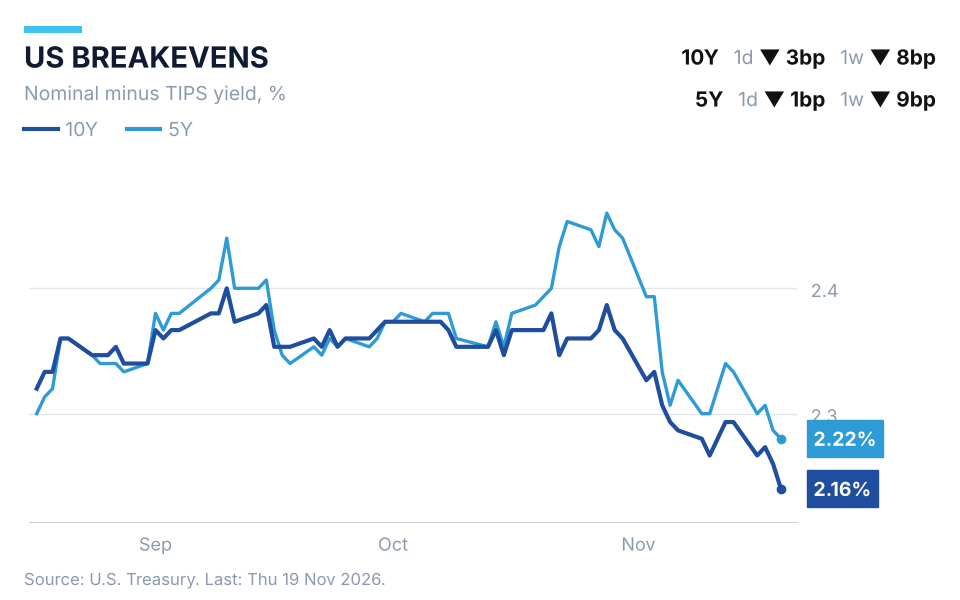 US BREAKEVENS
Nominal minus TIPS yield, %
10Y 5Y
10Y 1d ▼ 3bp 1w ▼ 8bp
5Y 1d ▼ 1bp 1w ▼ 9bp
2.4
2.3
2.22%
2.16%
Sep Oct Nov
Source: U.S. Treasury. Last: Thu 19 Nov 2026.